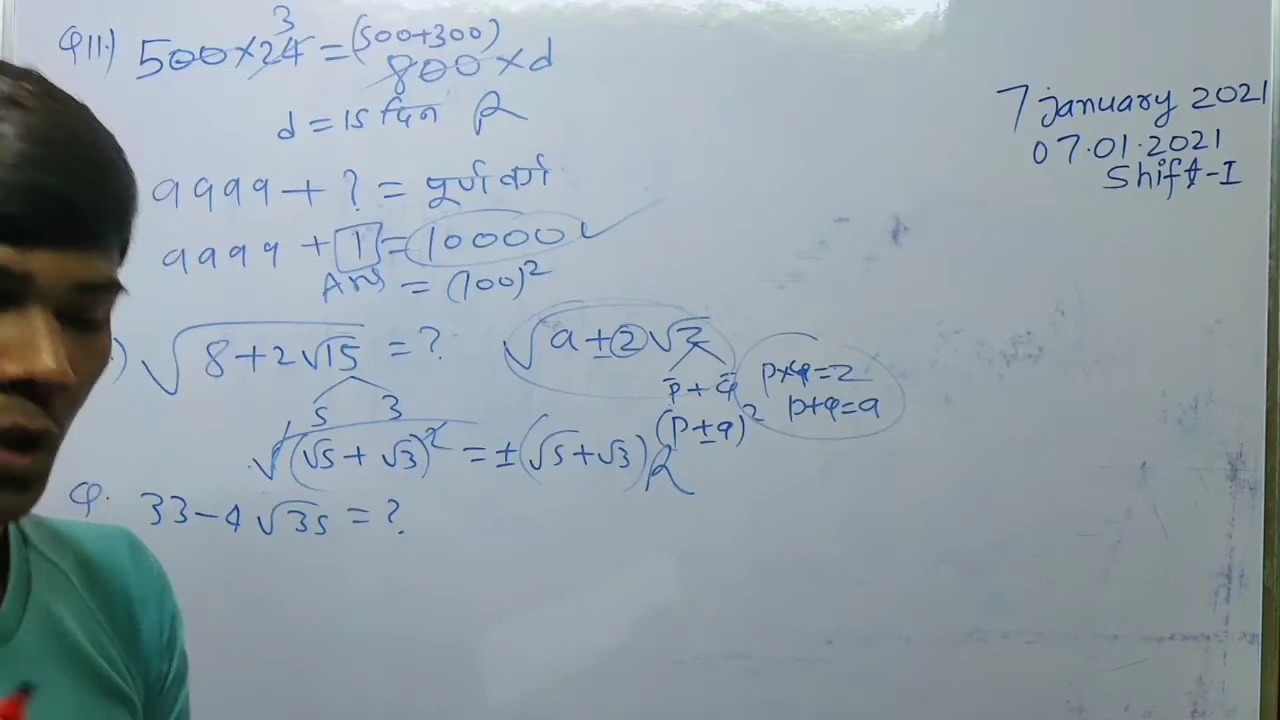 Q11.) 500×24 3 = (500+300) 800×d
d = 15 दिन
9999 + ? = पूर्ण वर्ग
9999 + 1 = 10000
Ans = (100)²
) √8+2√15 = ? √a±2√z
5 3 p + q p×q=z
p+q=a
(p±q)²
√(√5+√3)² = ±(√5+√3)
Q. 33-4√35 = ?
7 january 2021
07.01.2021
Shift-I